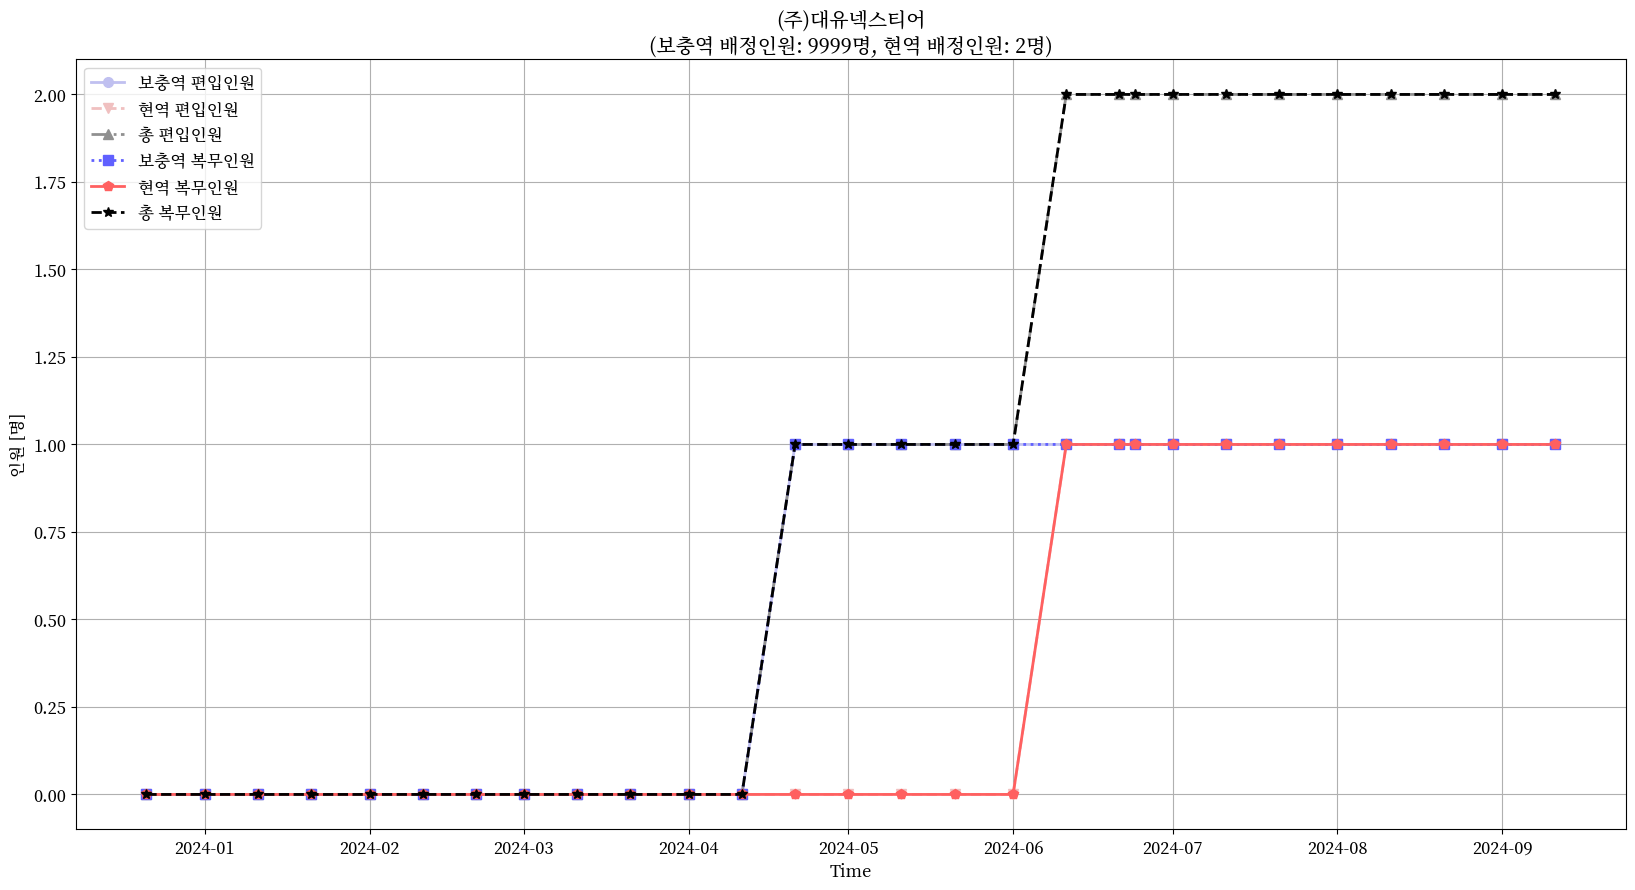 (주)대유넥스티어
(보충역 배정인원: 9999명, 현역 배정인원: 2명)
보충역 편입인원
현역 편입인원
총 편입인원
보충역 복무인원
현역 복무인원
총 복무인원
2.00
1.75
1.50
1.25
1.00
0.75
0.50
0.25
0.00
인원 [명]
2024-01 2024-02 2024-03 2024-04 2024-05 2024-06 2024-07 2024-08 2024-09
Time